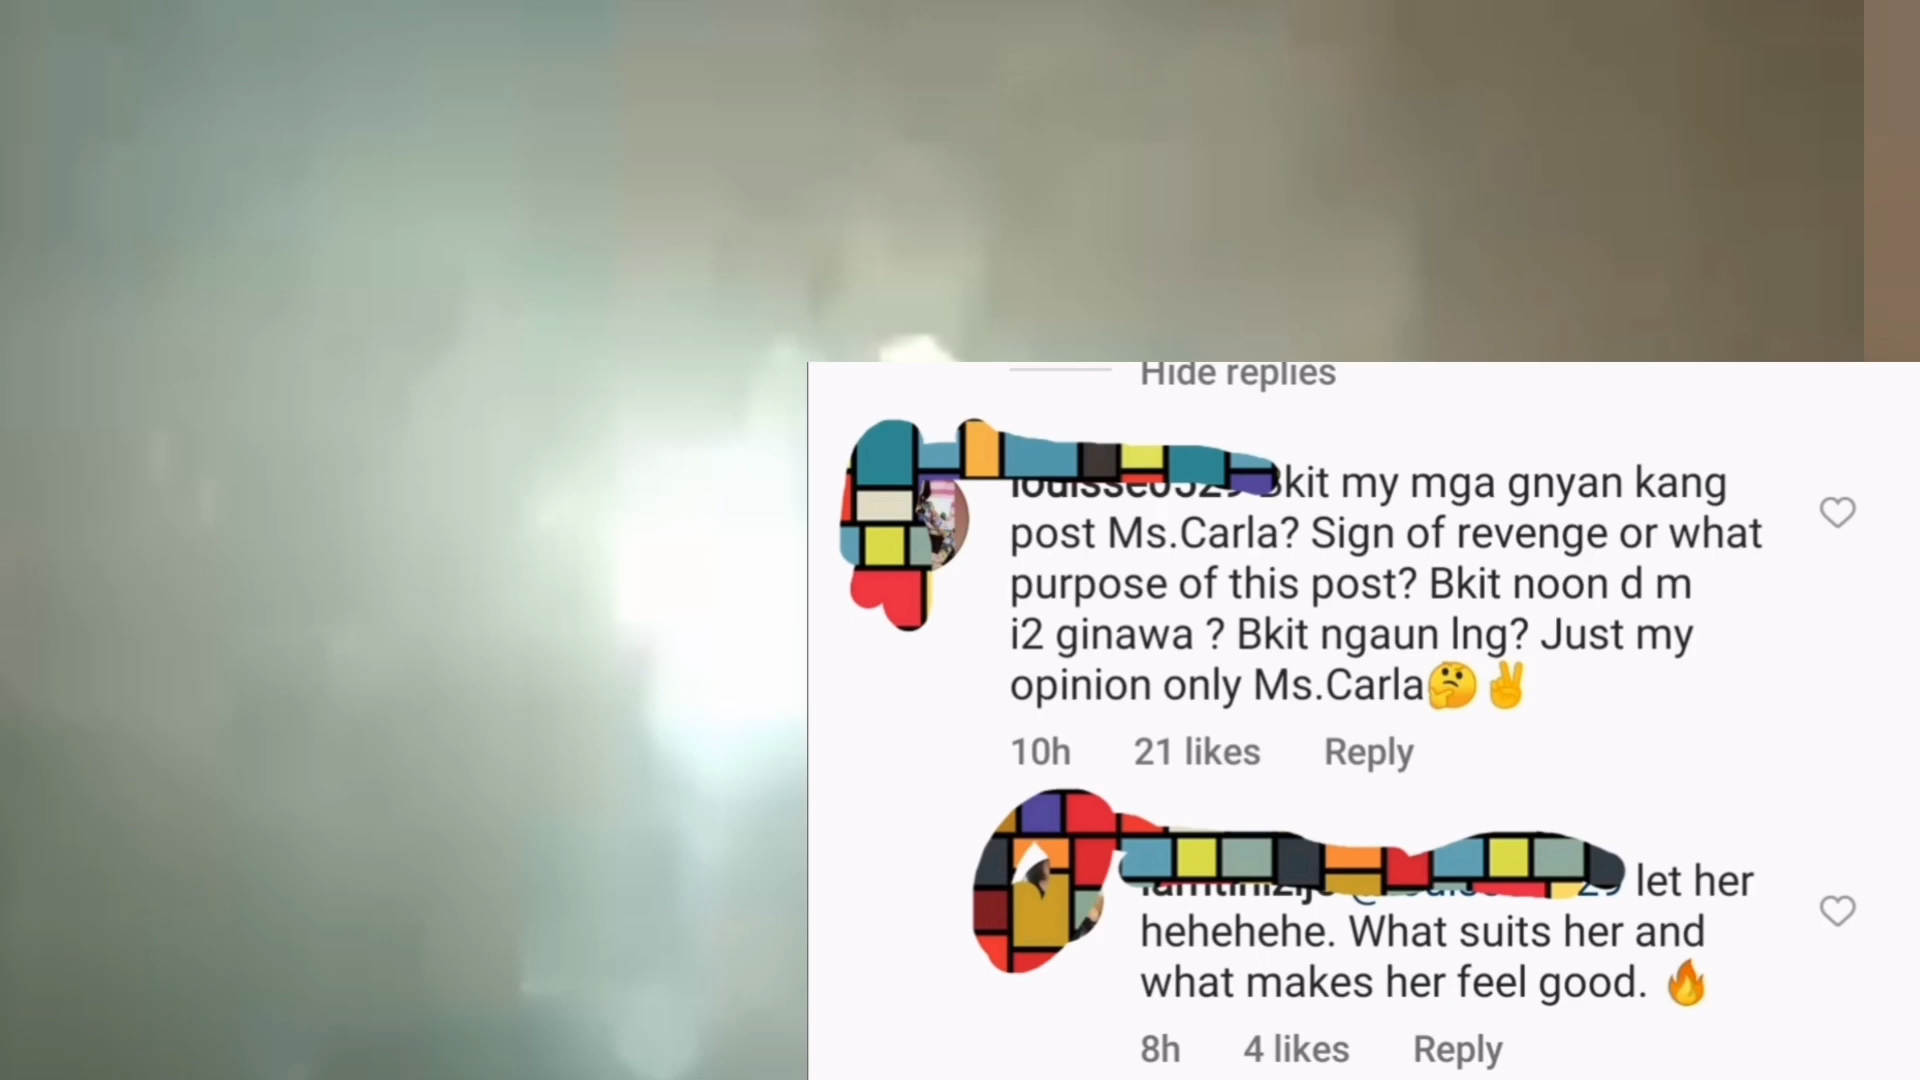 Hide replies
Bkit my mga gnyan kang
post Ms.Carla? Sign of revenge or what
purpose of this post? Bkit noon d m
i2 ginawa ? Bkit ngaun lng? Just my
opinion only Ms.Carla🤔✌
10h 21 likes Reply
let her
hehehehe. What suits her and
what makes her feel good. 🔥
8h 4 likes Reply